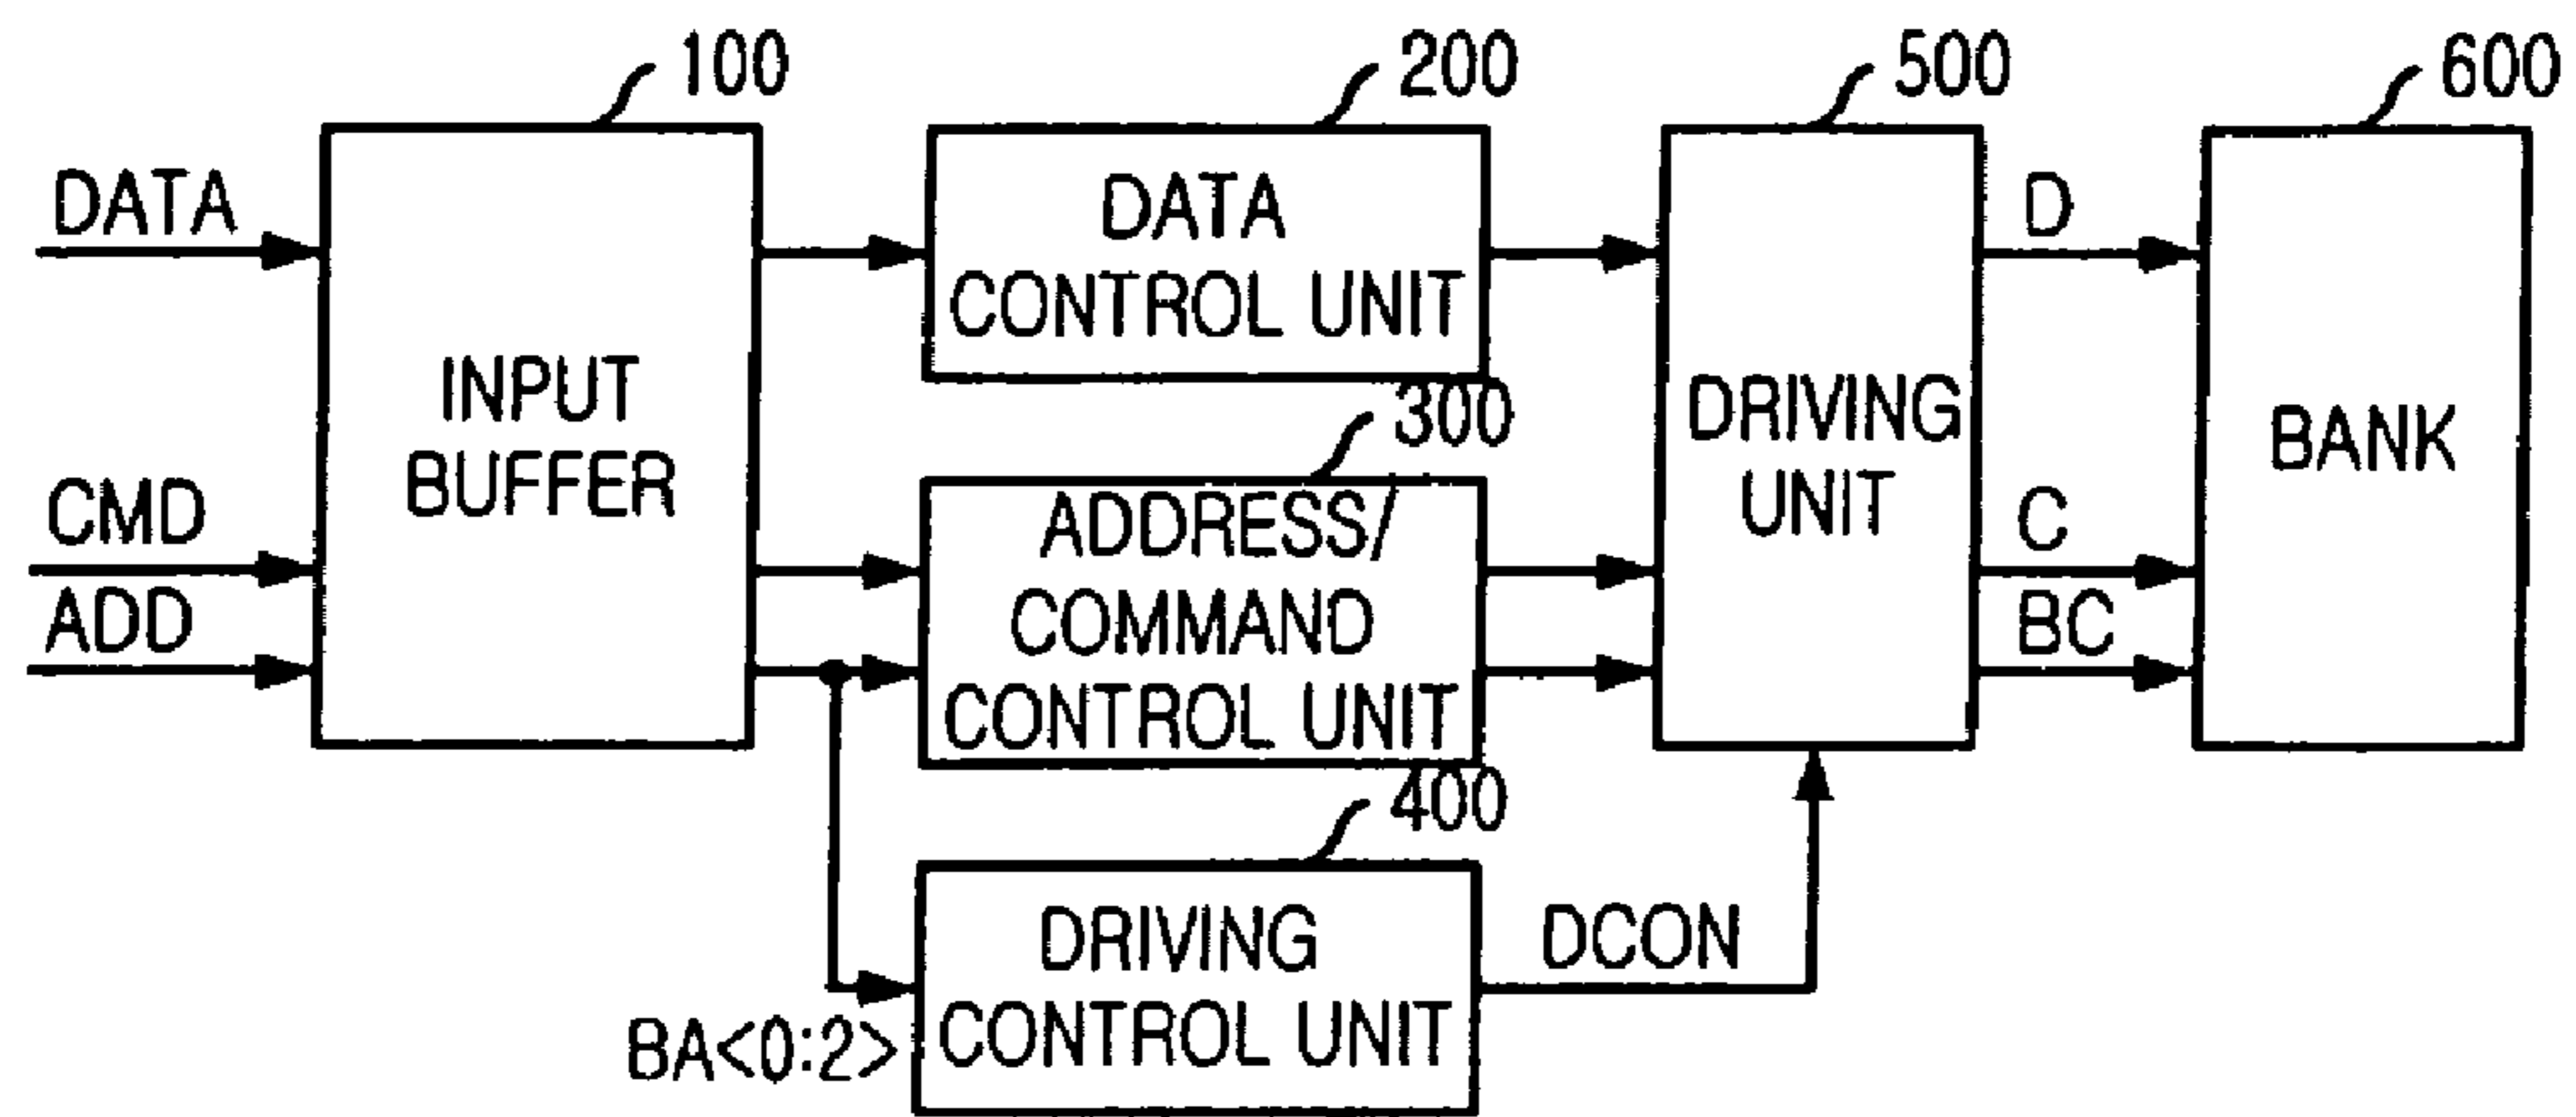 100
200
500
600
DATA
INPUT
BUFFER
CMD
ADD
DATA
CONTROL UNIT
300
ADDRESS/
COMMAND
CONTROL UNIT
400
DRIVING
CONTROL UNIT
BA<0:2>
DCON
DRIVING
UNIT
D
C
BC
BANK